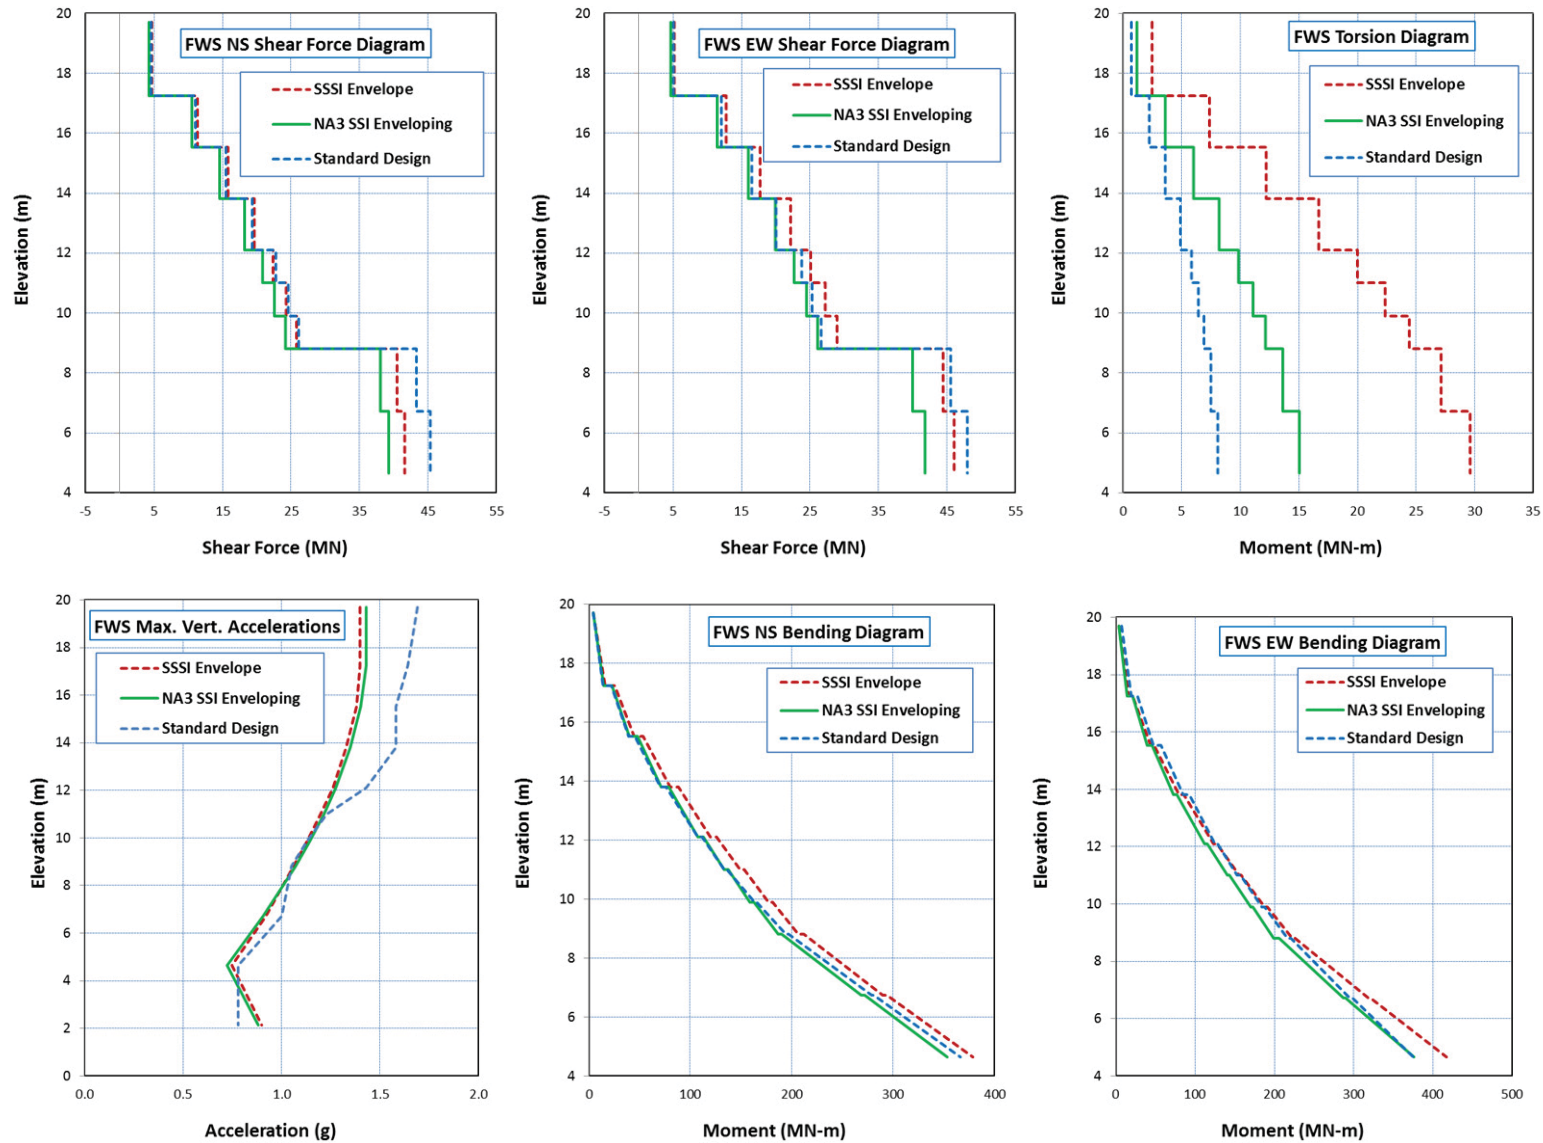 FWS NS Shear Force Diagram
SSSI Envelope
NA3 SSI Enveloping
Standard Design
Elevation (m)
20
18
16
14
12
10
8
6
4
-5 5 15 25 35 45 55
Shear Force (MN)
FWS EW Shear Force Diagram
SSSI Envelope
NA3 SSI Enveloping
Standard Design
Elevation (m)
20
18
16
14
12
10
8
6
4
-5 5 15 25 35 45 55
Shear Force (MN)
FWS Torsion Diagram
SSSI Envelope
NA3 SSI Enveloping
Standard Design
Elevation (m)
20
18
16
14
12
10
8
6
4
0 5 10 15 20 25 30 35
Moment (MN-m)
FWS Max. Vert. Accelerations
SSSI Envelope
NA3 SSI Enveloping
Standard Design
Elevation (m)
20
18
16
14
12
10
8
6
4
2
0
0.0 0.5 1.0 1.5 2.0
Acceleration (g)
FWS NS Bending Diagram
SSSI Envelope
NA3 SSI Enveloping
Standard Design
Elevation (m)
20
18
16
14
12
10
8
6
4
0 100 200 300 400
Moment (MN-m)
FWS EW Bending Diagram
SSSI Envelope
NA3 SSI Enveloping
Standard Design
Elevation (m)
20
18
16
14
12
10
8
6
4
0 100 200 300 400 500
Moment (MN-m)